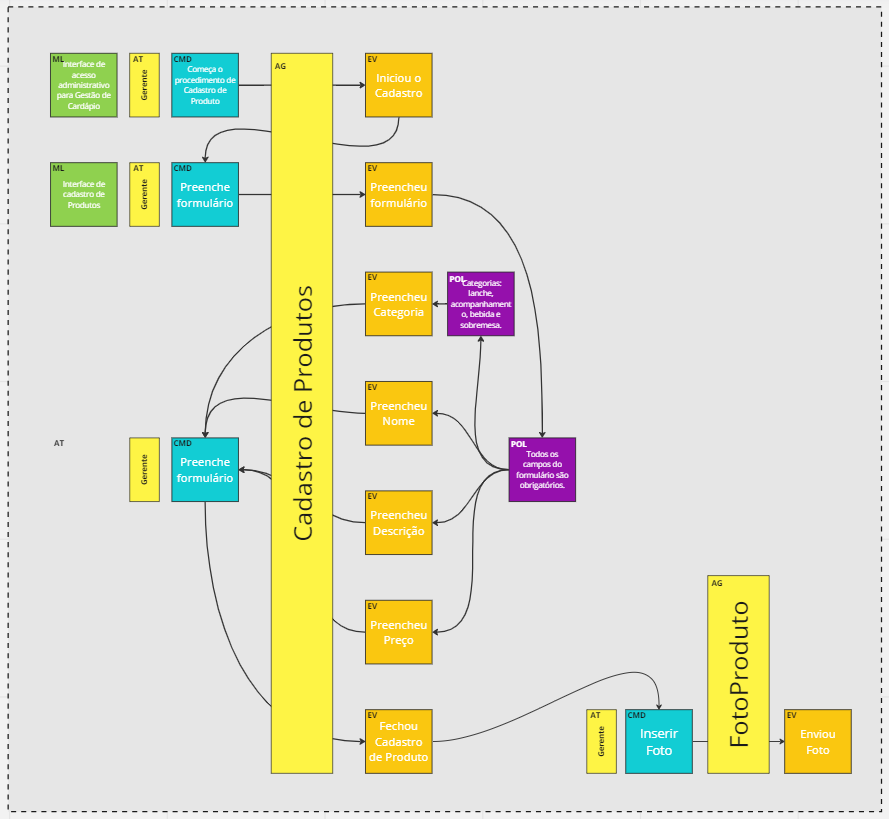 ML
Interface de
acesso
administrativo
para Gestão de
Cardápio
AT
Gerente
CMD
Começa o
procedimento de
Cadastro de
Produto
AG
Cadastro de Produtos
EV
Iniciou o
Cadastro
ML
Interface de
cadastro de
Produtos
AT
Gerente
CMD
Preenche
formulário
EV
Preencheu
formulário
EV
Preencheu
Categoria
POL
Categorias:
lanche,
acompanhament
o, bebida e
sobremesa.
EV
Preencheu
Nome
AT
Gerente
CMD
Preenche
formulário
POL
Todos os
campos do
formulário são
obrigatórios.
EV
Preencheu
Descrição
EV
Preencheu
Preço
EV
Fechou
Cadastro
de Produto
AT
Gerente
CMD
Inserir
Foto
AG
FotoProduto
EV
Enviou
Foto